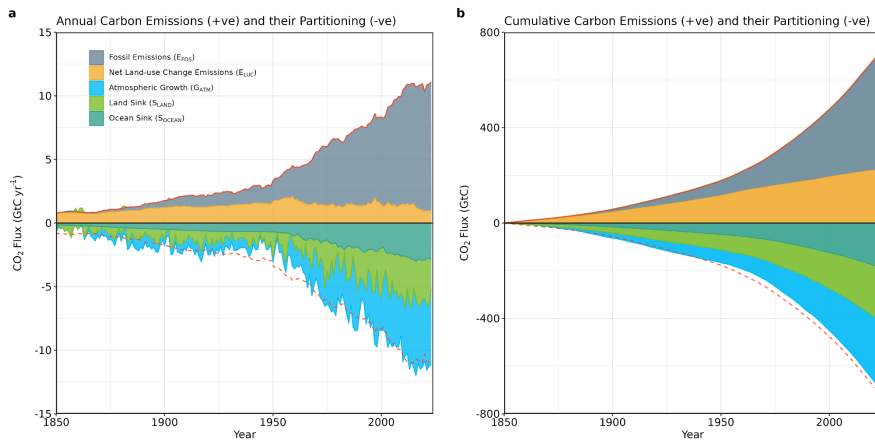 a
Annual Carbon Emissions (+ve) and their Partitioning (-ve)
15
10
5
0
-5
-10
-15
CO2 Flux (GtC yr-1)
Fossil Emissions (EFOS)
Net Land-use Change Emissions (ELUC)
Atmospheric Growth (GATM)
Land Sink (SLAND)
Ocean Sink (SOCEAN)
1850 1900 1950 2000
Year
b
Cumulative Carbon Emissions (+ve) and their Partitioning (-ve)
800
400
0
-400
-800
CO2 Flux (GtC)
1850 1900 1950 2000
Year